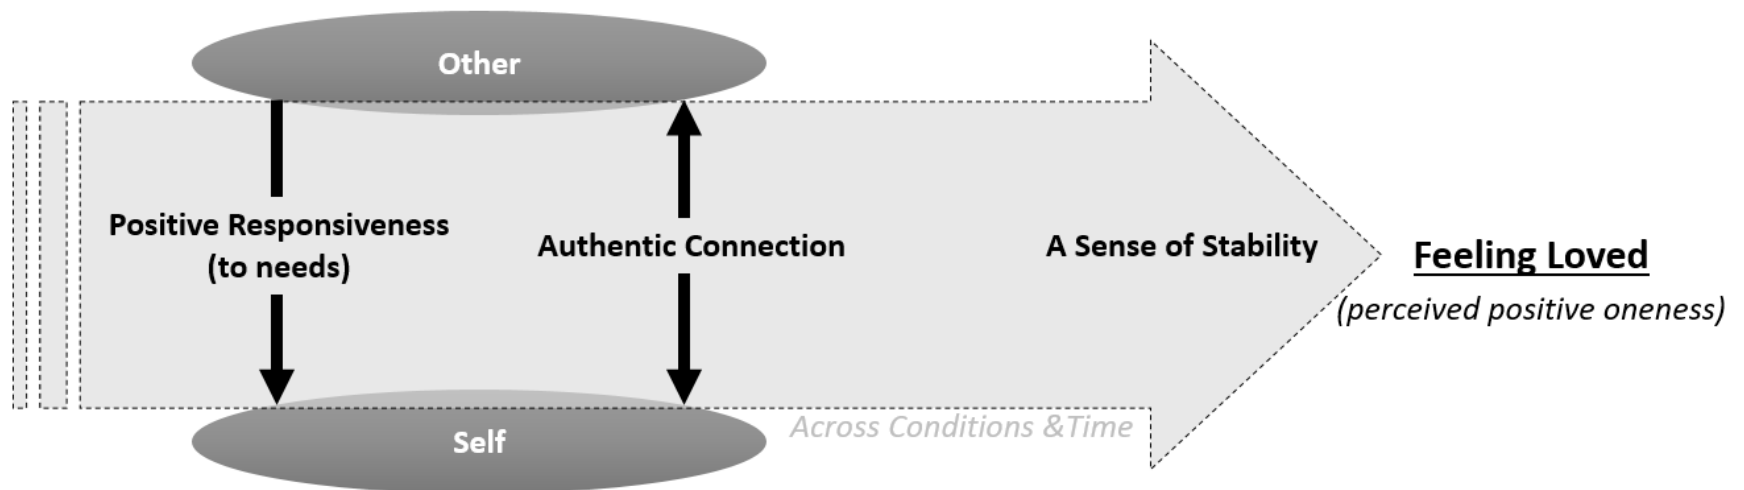 Other
Positive Responsiveness
(to needs)
Authentic Connection
A Sense of Stability
Feeling Loved
(perceived positive oneness)
Across Conditions &Time
Self